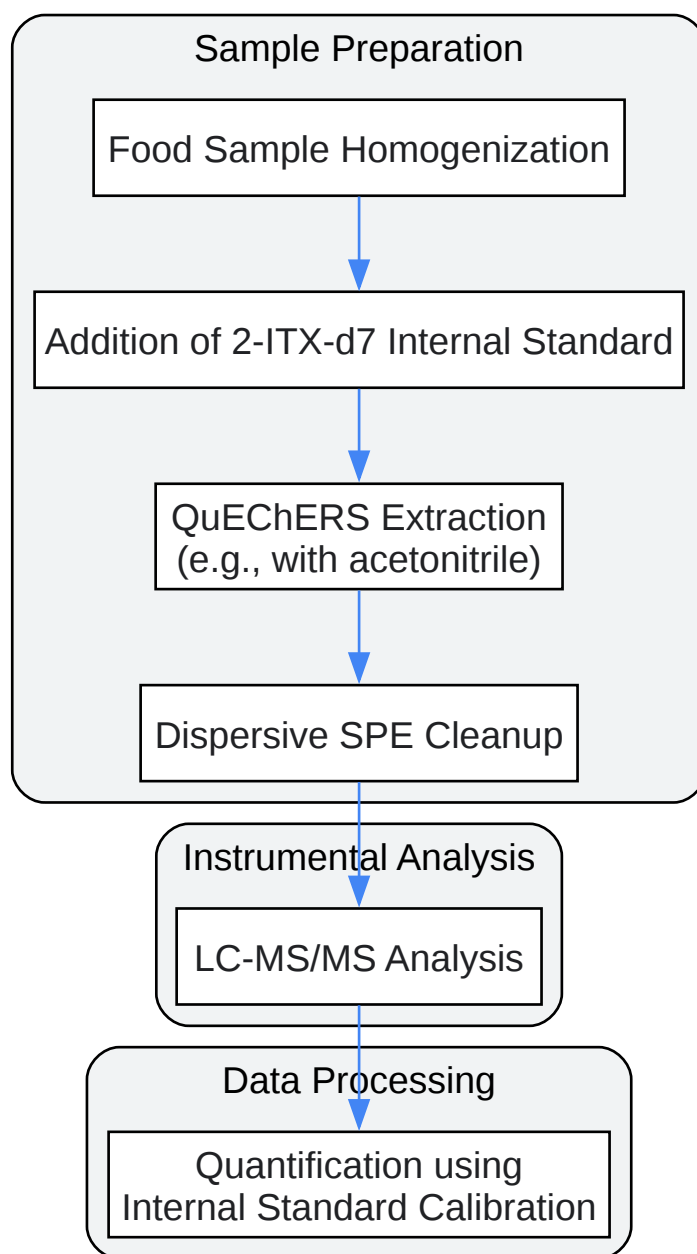 Sample Preparation
Food Sample Homogenization
Addition of 2-ITX-d7 Internal Standard
QuEChERS Extraction
(e.g., with acetonitrile)
Dispersive SPE Cleanup
Instrumental Analysis
LC-MS/MS Analysis
Data Processing
Quantification using
Internal Standard Calibration